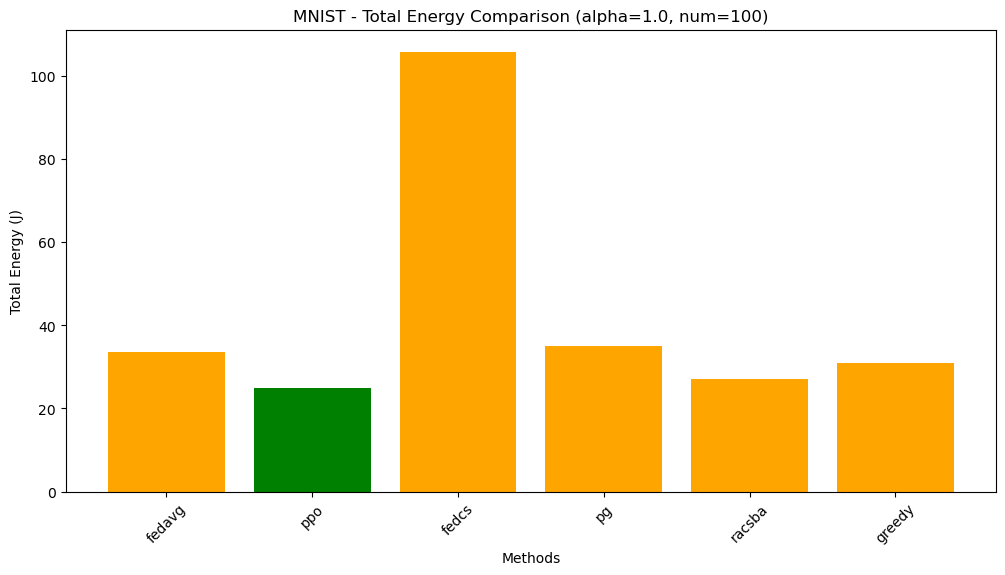 MNIST - Total Energy Comparison (alpha=1.0, num=100)
Total Energy (J)
100
80
60
40
20
0
fedavg
ppo
fedcs
pg
racsba
greedy
Methods